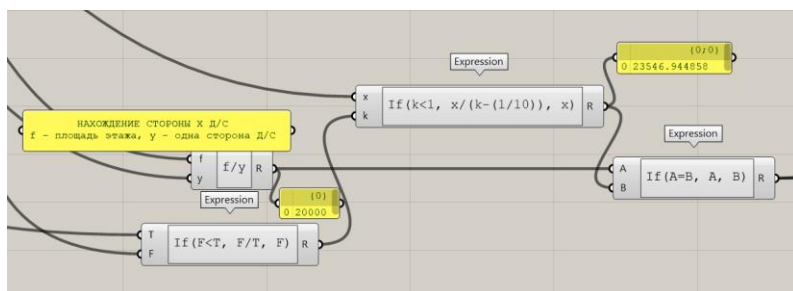 Expression
{0;0}
0 23546.944858
x
k
If(k<1, x/(k-(1/10)), x)
R
НАХОЖДЕНИЕ СТОРОНЫ X Д/С
f - площадь этажа, y - одна сторона Д/С
Expression
f
y
f/y
R
A
B
If(A=B, A, B)
R
{0}
0 20000
Expression
T
F
If(F<T, F/T, F)
R